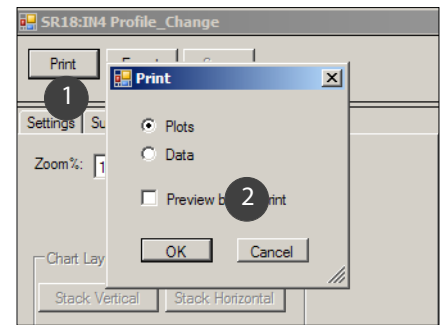 SR18:IN4 Profile_Change
Print
Print
1
Settings
Plots
Data
Zoom%:
Preview
2
Chart Lay
OK Cancel
Stack Vertical Stack Horizontal